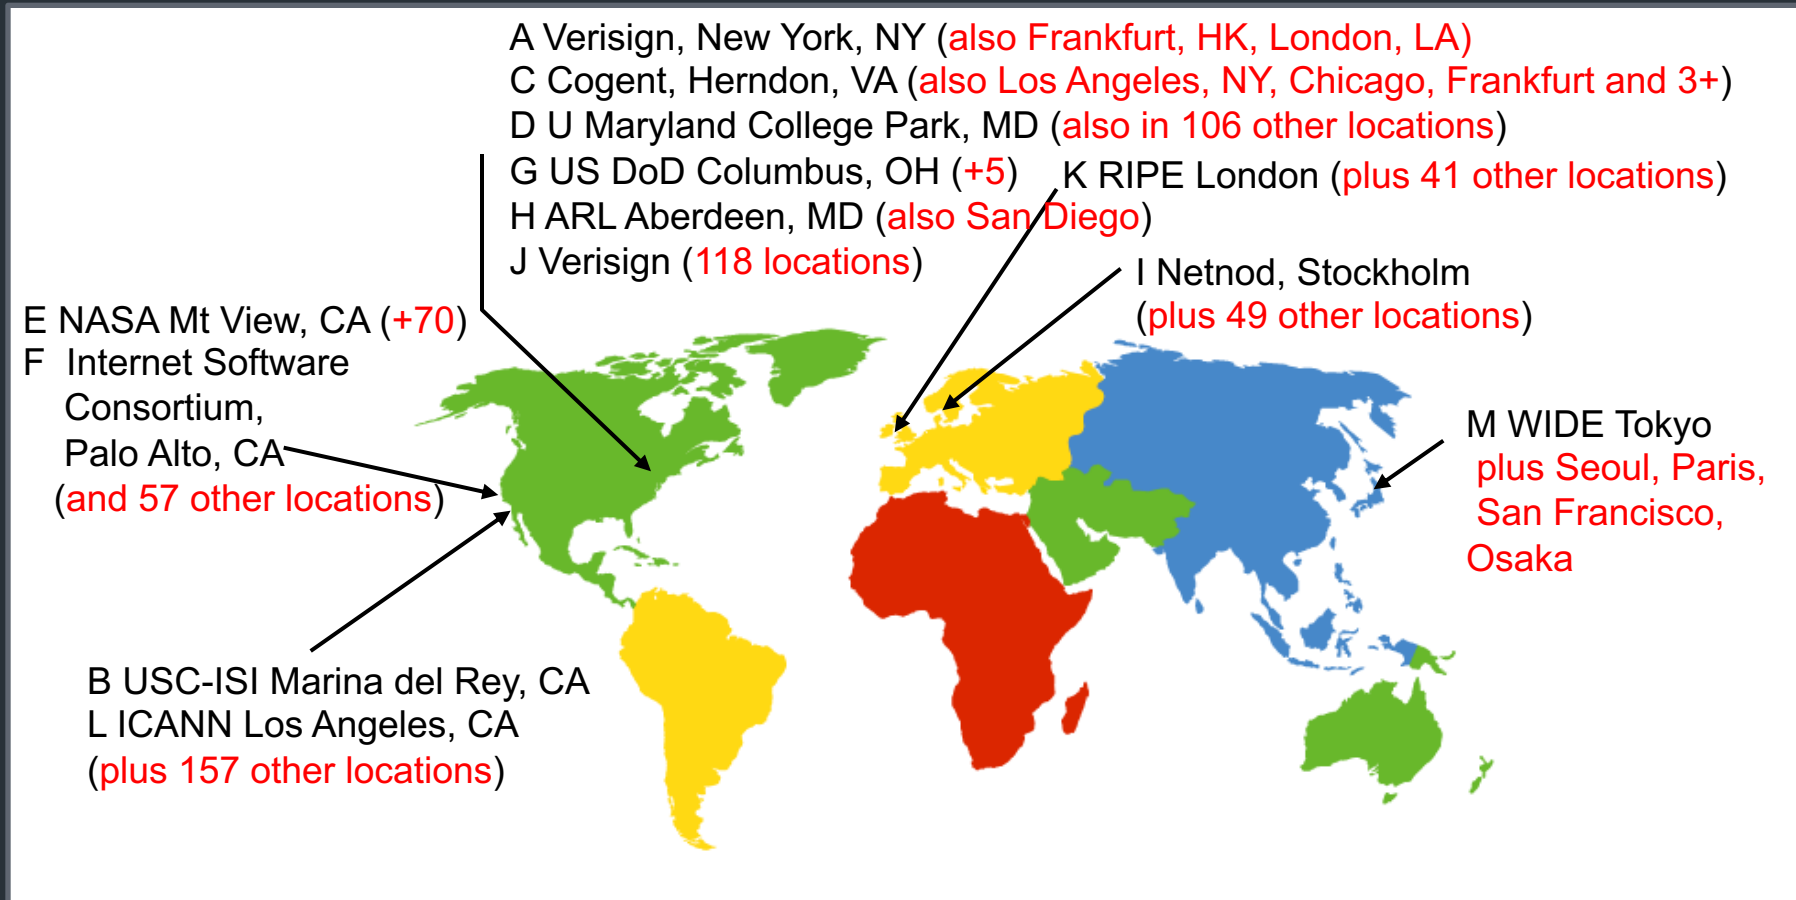 A Verisign, New York, NY (also Frankfurt, HK, London, LA)
C Cogent, Herndon, VA (also Los Angeles, NY, Chicago, Frankfurt and 3+)
D U Maryland College Park, MD (also in 106 other locations)
G US DoD Columbus, OH (+5)
H ARL Aberdeen, MD (also San Diego)
J Verisign (118 locations)
K RIPE London (plus 41 other locations)
I Netnod, Stockholm
(plus 49 other locations)
E NASA Mt View, CA (+70)
F Internet Software
Consortium,
Palo Alto, CA
(and 57 other locations)
M WIDE Tokyo
plus Seoul, Paris,
San Francisco,
Osaka
B USC-ISI Marina del Rey, CA
L ICANN Los Angeles, CA
(plus 157 other locations)